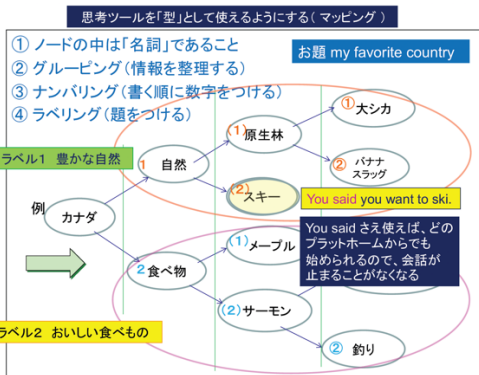 思考ツールを「型」として使えるようにする( マッピング )
① ノードの中は「名詞」であること
② グルーピング(情報を整理する)
③ ナンバリング(書く順に数字をつける)
④ ラベリング(題をつける)
お題 my favorite country
ラベル1 豊かな自然
例
カナダ
1 自然
(1)原生林
①大シカ
② バナナ
スラッグ
(2)
スキー
You said you want to ski.
You said さえ使えば、どの
プラットホームからでも
始められるので、会話が
止まることがなくなる
2 食べ物
(1)メープル
(2)サーモン
② 釣り
ラベル2 おいしい食べもの